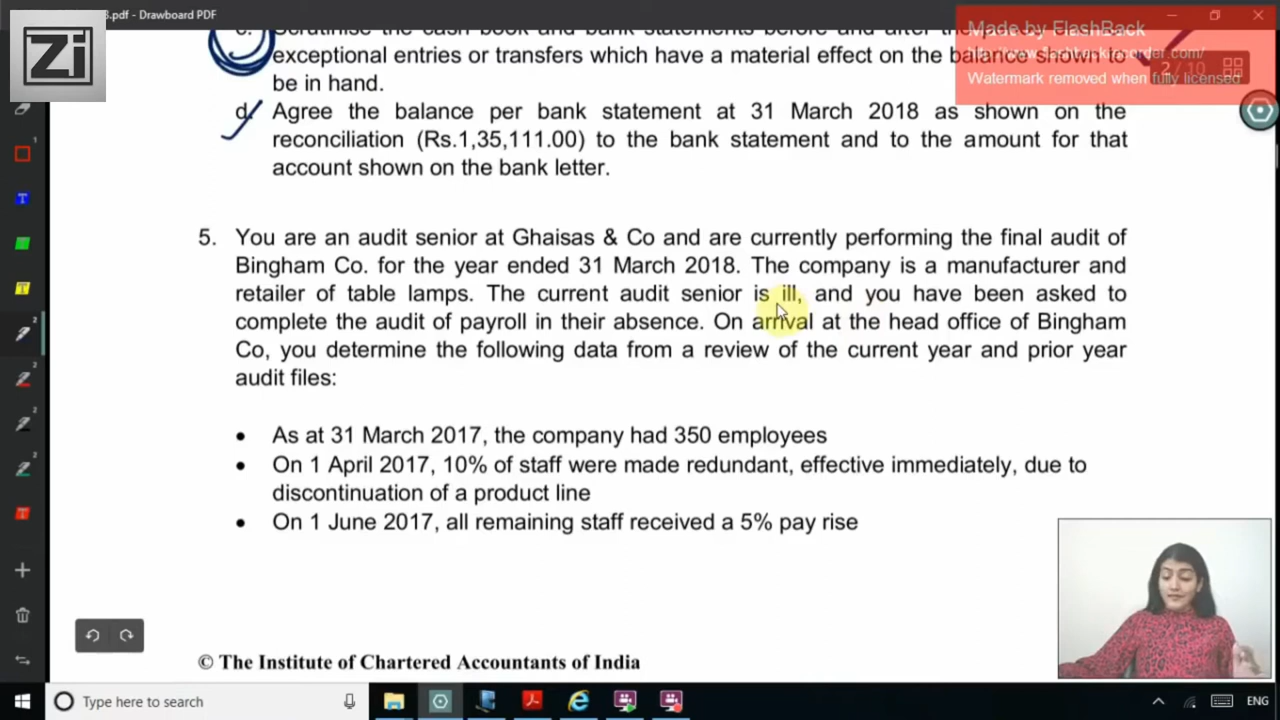 .pdf - Drawboard PDF
Zi
Made by FlashBack
Watermark removed when fully licensed
2 / 10
exceptional entries or transfers which have a material effect on the balance shown to
be in hand.
d. Agree the balance per bank statement at 31 March 2018 as shown on the
reconciliation (Rs.1,35,111.00) to the bank statement and to the amount for that
account shown on the bank letter.
5. You are an audit senior at Ghaisas & Co and are currently performing the final audit of
Bingham Co. for the year ended 31 March 2018. The company is a manufacturer and
retailer of table lamps. The current audit senior is ill, and you have been asked to
complete the audit of payroll in their absence. On arrival at the head office of Bingham
Co, you determine the following data from a review of the current year and prior year
audit files:
• As at 31 March 2017, the company had 350 employees
• On 1 April 2017, 10% of staff were made redundant, effective immediately, due to
discontinuation of a product line
• On 1 June 2017, all remaining staff received a 5% pay rise
© The Institute of Chartered Accountants of India
Type here to search
ENG